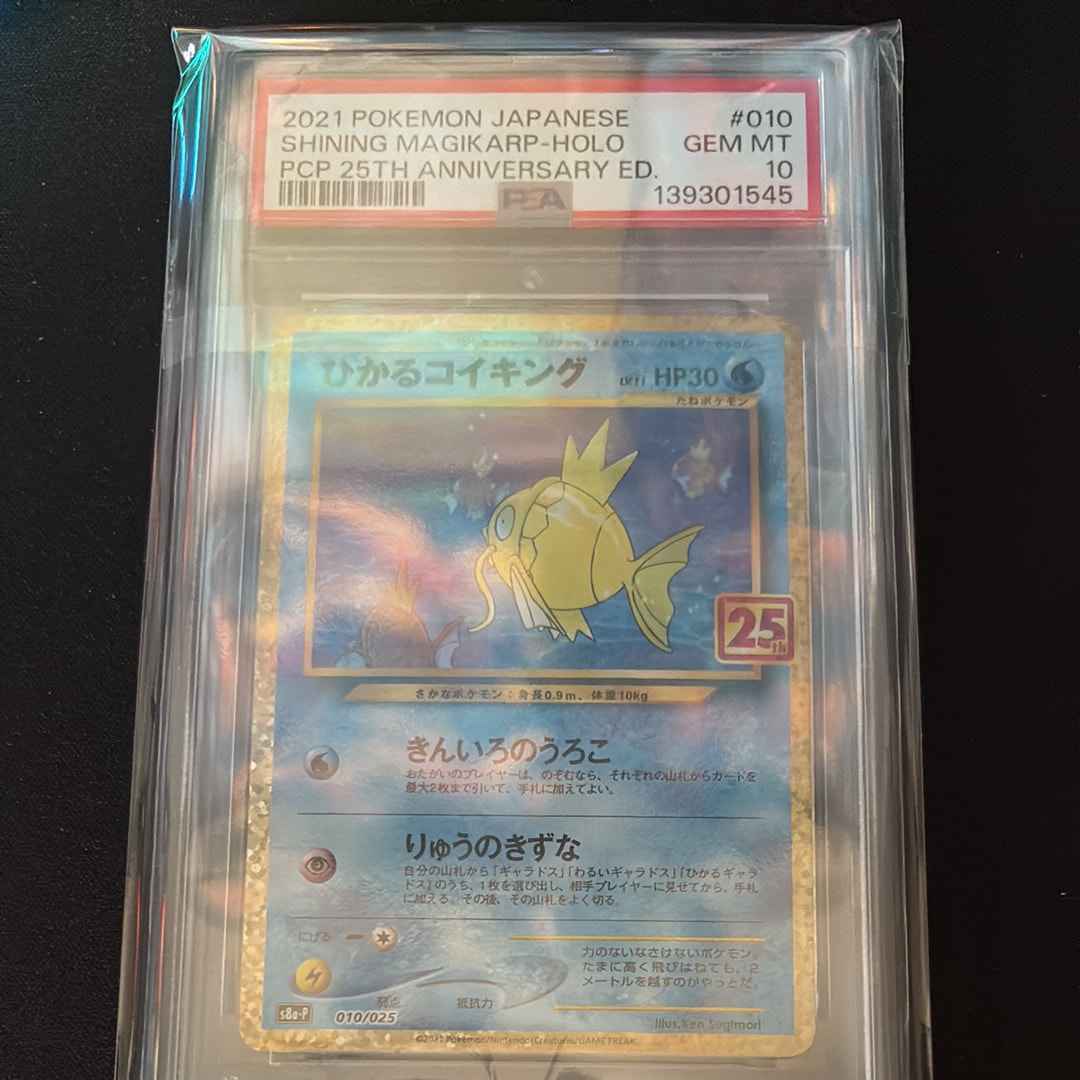 2021 POKEMON JAPANESE #010
SHINING MAGIKARP-HOLO GEM MT
PCP 25TH ANNIVERSARY ED. 10
PSA 139301545
ひかるコイキング LV.11 HP30
たねポケモン
25th
さかなポケモン：身長0.9m、体重10kg
きんいろのうろこ
おたがいのプレイヤーは、のぞむなら、それぞれの山札からカードを
最大2枚まで引いて、手札に加えてよい。
りゅうのきずな
自分の山札から「ギャラドス」「わるいギャラドス」「ひかるギャラ
ドス」のうち、1枚を選び出し、相手プレイヤーに見せてから、手札
に加える。その後、その山札をよく切る。
にげる
力のないなさけないポケモン。
たまに高く飛びはねても、2
メートルを越すのがやっとだ。
弱点 抵抗力
s8a-P 010/025
Illus. Ken Sugimori
©2021 Pokémon/Nintendo/Creatures/GAME FREAK